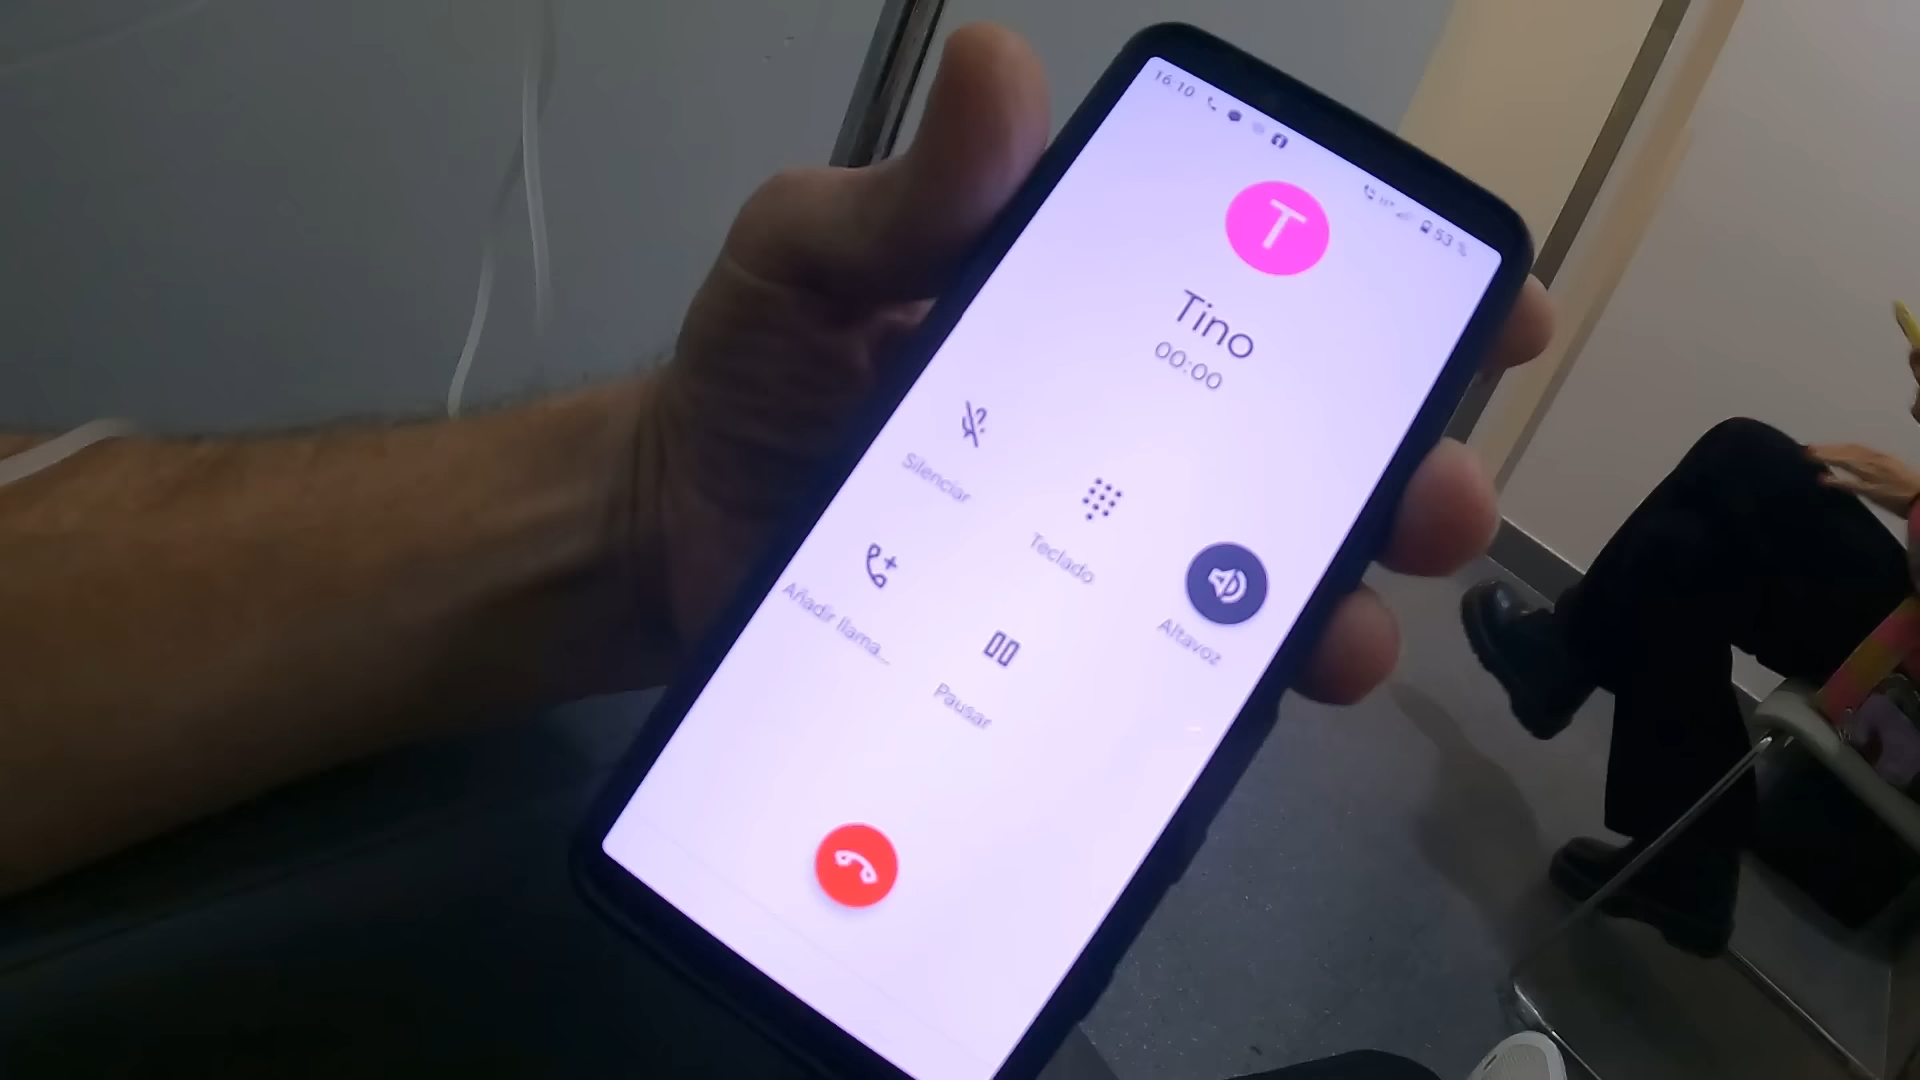 16:10
53 %
T
Tino
00:00
Silenciar
Teclado
Altavoz
Añadir llama...
Pausar